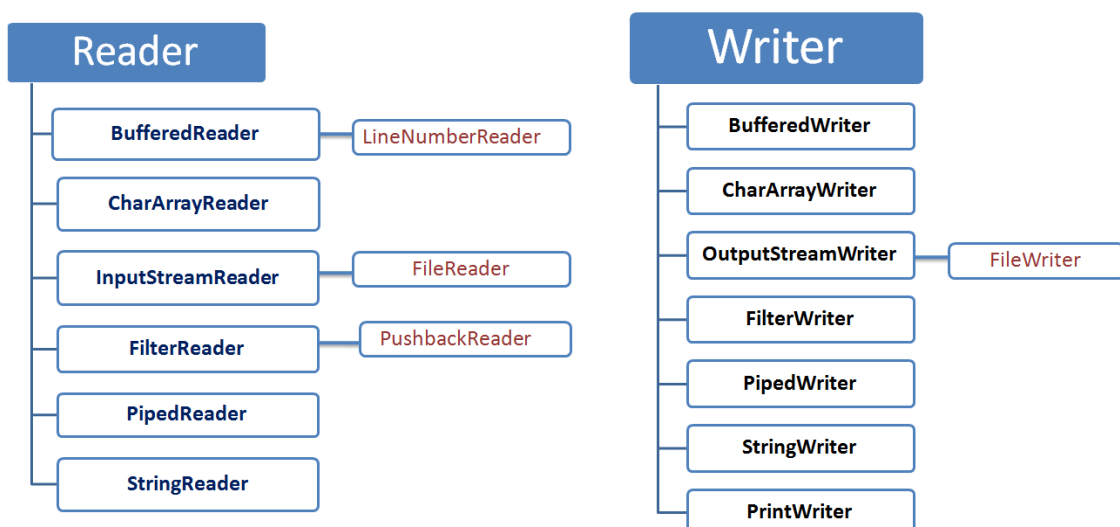 Reader
BufferedReader
LineNumberReader
CharArrayReader
InputStreamReader
FileReader
FilterReader
PushbackReader
PipedReader
StringReader
Writer
BufferedWriter
CharArrayWriter
OutputStreamWriter
FileWriter
FilterWriter
PipedWriter
StringWriter
PrintWriter